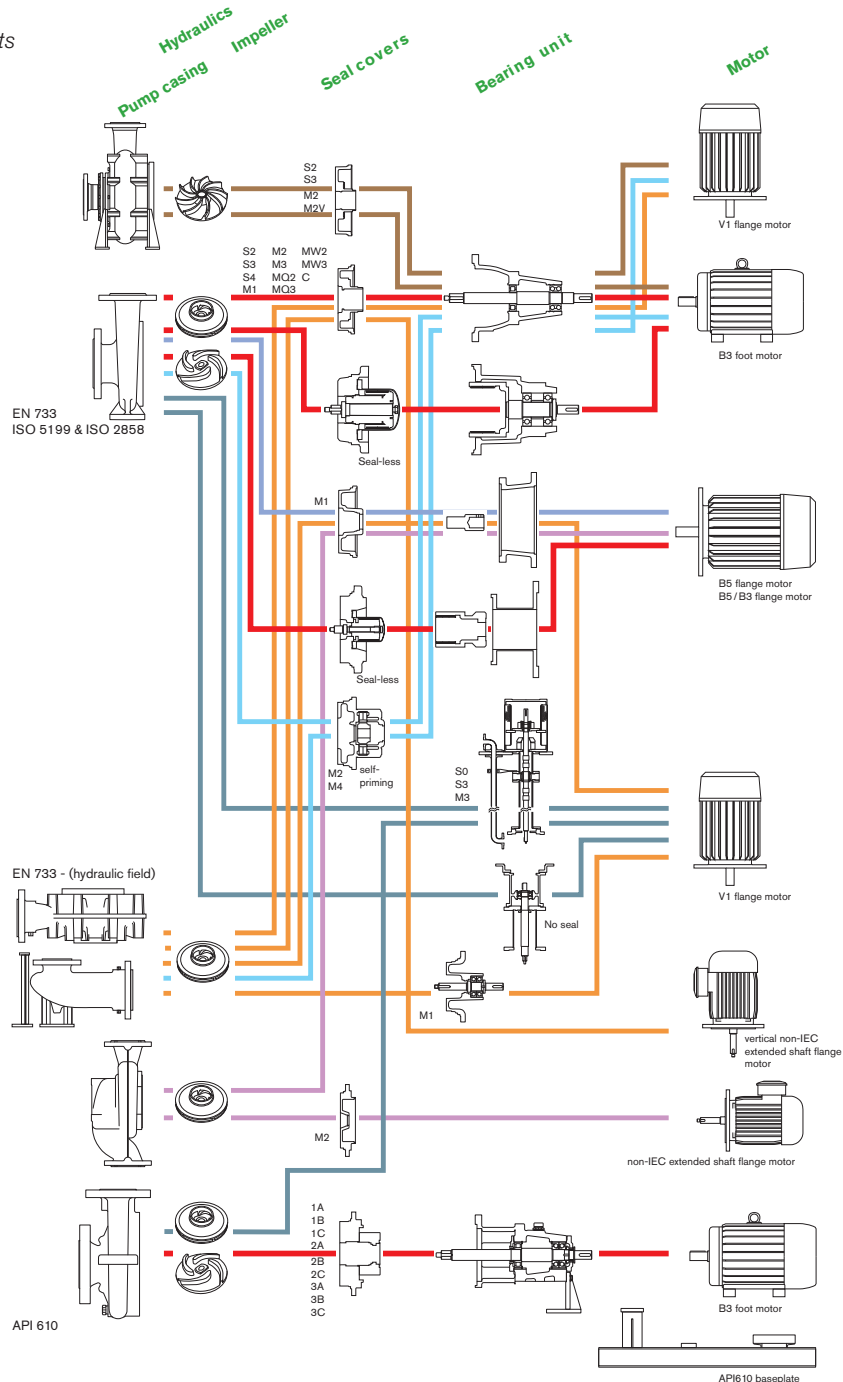 ts
Hydraulics
Impeller
Pump casing
Seal covers
Bearing unit
Motor
S2
S3
M2
M2V
V1 flange motor
S2 M2 MW2
S3 M3 MW3
S4 MQ2 C
M1 MQ3
B3 foot motor
EN 733
ISO 5199 & ISO 2858
Seal-less
M1
B5 flange motor
B5/B3 flange motor
Seal-less
M2
M4
self-
priming
S0
S3
M3
V1 flange motor
EN 733 - (hydraulic field)
No seal
M1
vertical non-IEC
extended shaft flange
motor
M2
non-IEC extended shaft flange motor
1A
1B
1C
2A
2B
2C
3A
3B
3C
B3 foot motor
API 610
API610 baseplate